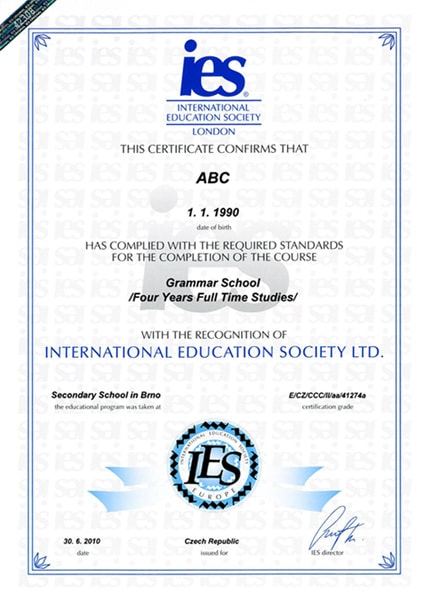 ies®
INTERNATIONAL
EDUCATION SOCIETY
LONDON
THIS CERTIFICATE CONFIRMS THAT
ABC
1. 1. 1990
date of birth
HAS COMPLIED WITH THE REQUIRED STANDARDS
FOR THE COMPLETION OF THE COURSE
Grammar School
/Four Years Full Time Studies/
WITH THE RECOGNITION OF
INTERNATIONAL EDUCATION SOCIETY LTD.
Secondary School in Brno
the educational program was taken at
E/CZ/CCC/II/aa/41274a
certification grade
INTERNATIONAL EDUCATION SOCIETY
IES
EUROPE
30. 6. 2010
date
Czech Republic
issued for
IES director